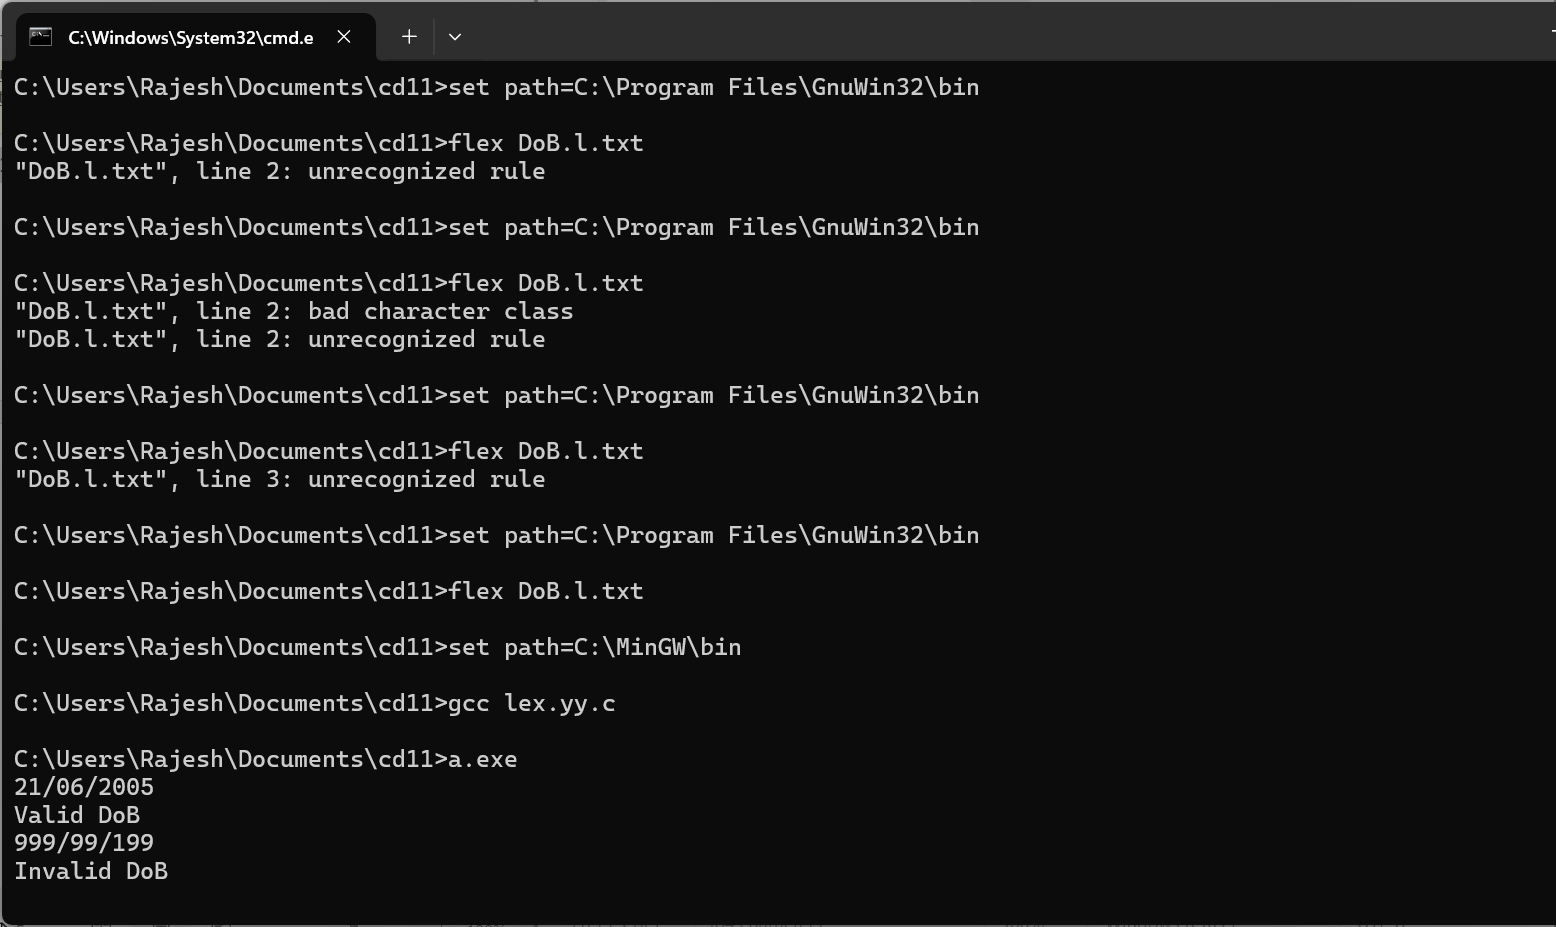 C:\Windows\System32\cmd.e
C:\Users\Rajesh\Documents\cd11>set path=C:\Program Files\GnuWin32\bin
C:\Users\Rajesh\Documents\cd11>flex DoB.l.txt
"DoB.l.txt", line 2: unrecognized rule
C:\Users\Rajesh\Documents\cd11>set path=C:\Program Files\GnuWin32\bin
C:\Users\Rajesh\Documents\cd11>flex DoB.l.txt
"DoB.l.txt", line 2: bad character class
"DoB.l.txt", line 2: unrecognized rule
C:\Users\Rajesh\Documents\cd11>set path=C:\Program Files\GnuWin32\bin
C:\Users\Rajesh\Documents\cd11>flex DoB.l.txt
"DoB.l.txt", line 3: unrecognized rule
C:\Users\Rajesh\Documents\cd11>set path=C:\Program Files\GnuWin32\bin
C:\Users\Rajesh\Documents\cd11>flex DoB.l.txt
C:\Users\Rajesh\Documents\cd11>set path=C:\MinGW\bin
C:\Users\Rajesh\Documents\cd11>gcc lex.yy.c
C:\Users\Rajesh\Documents\cd11>a.exe
21/06/2005
Valid DoB
999/99/199
Invalid DoB